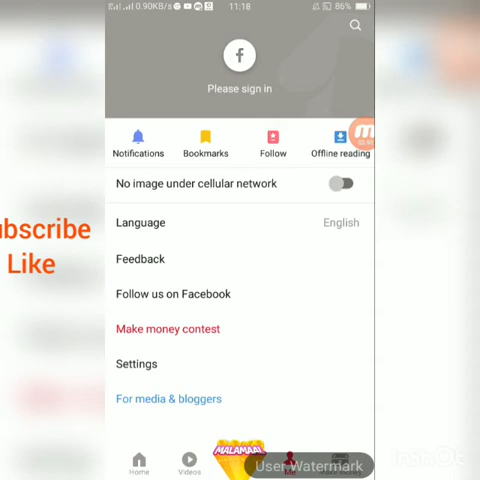 0.90KB/s 11:18 86%
Please sign in
Notifications Bookmarks Follow Offline reading
No image under cellular network
Language English
Feedback
Follow us on Facebook
Make money contest
Settings
For media & bloggers
ubscribe
Like
MALAMAAL
Home Videos Me
User Watermark